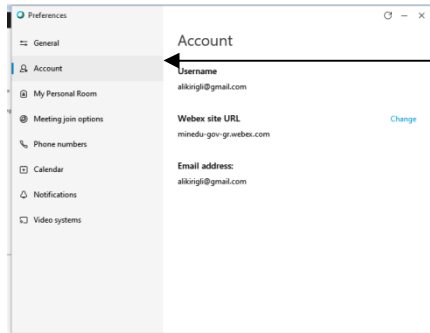 Preferences
General
Account
My Personal Room
Meeting join options
Phone numbers
Calendar
Notifications
Video systems
Account
Username
alikirigli@gmail.com
Webex site URL
Change
minedu-gov-gr.webex.com
Email address:
alikirigli@gmail.com